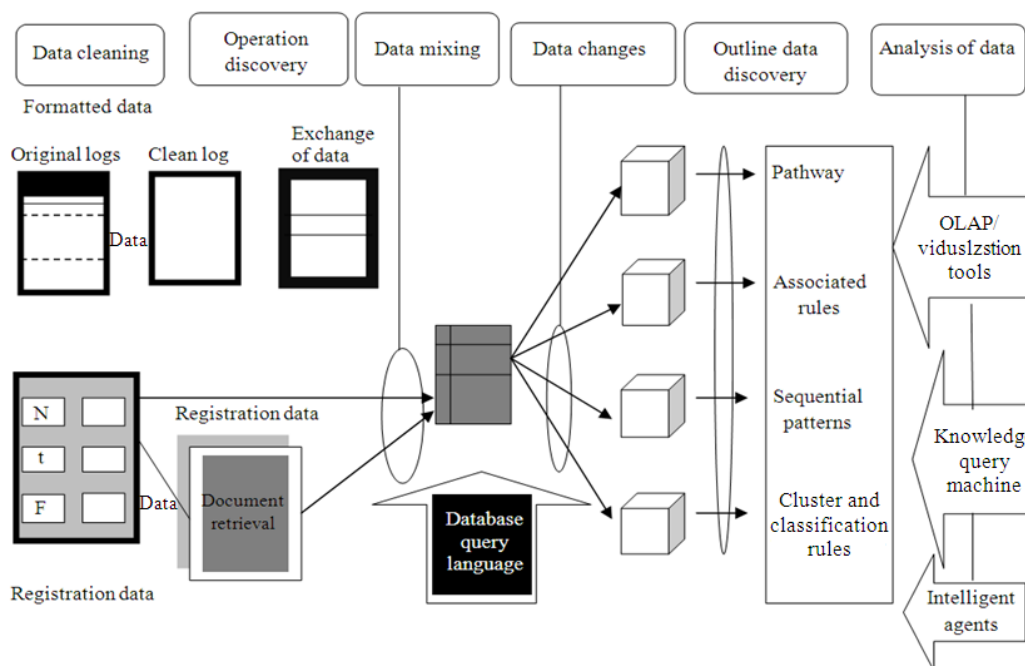 Data cleaning
Operation
discovery
Data mixing
Data changes
Outline data
discovery
Analysis of data
Formatted data
Original logs
Clean log
Exchange
of data
Data
Pathway
Associated
rules
Sequential
patterns
Cluster and
classification
rules
OLAP/
viduslzstion
tools
Knowledg
query
machine
Intelligent
agents
N
t
F
Registration data
Data
Document
retrieval
Database
query
language
Registration data